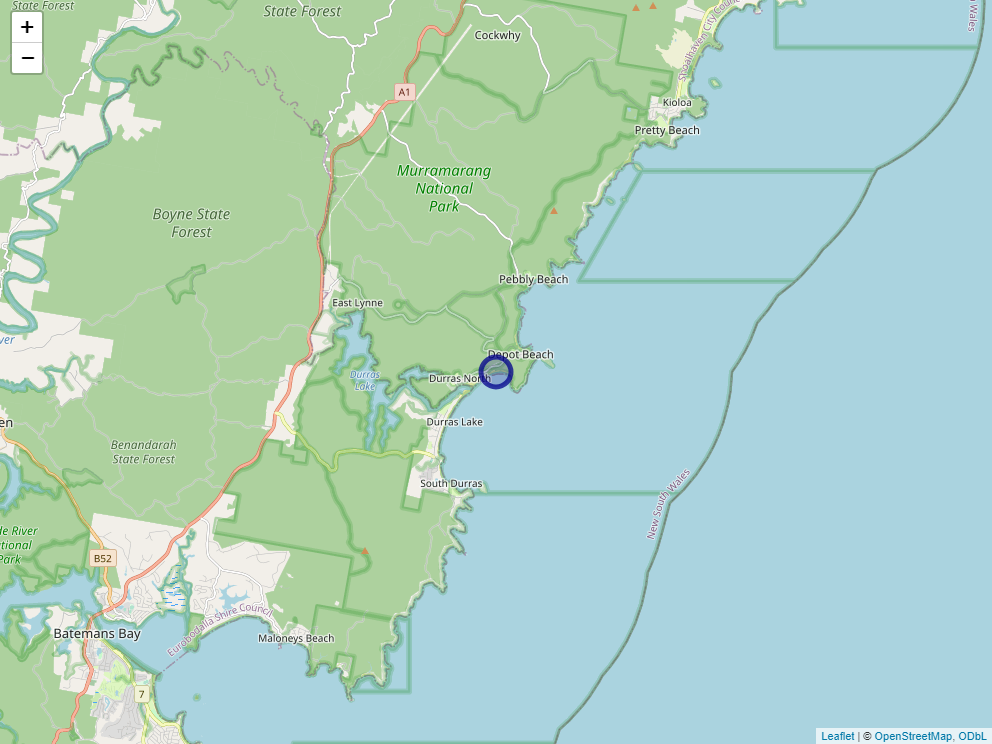 State Forest
State Forest
Wales
+
−
Cockwhy
Shoalhaven City Counc
A1
Kioloa
Pretty Beach
Murramarang
National
Park
Boyne State
Forest
Pebbly Beach
East Lynne
ver
Depot Beach
Durras
Lake
Durras North
Durras Lake
en
Benandarah
State Forest
South Durras
New South Wales
de River
tional
Park
B52
Eurobodalla Shire Council
Batemans Bay
Maloneys Beach
7
Leaflet | © OpenStreetMap, ODbL